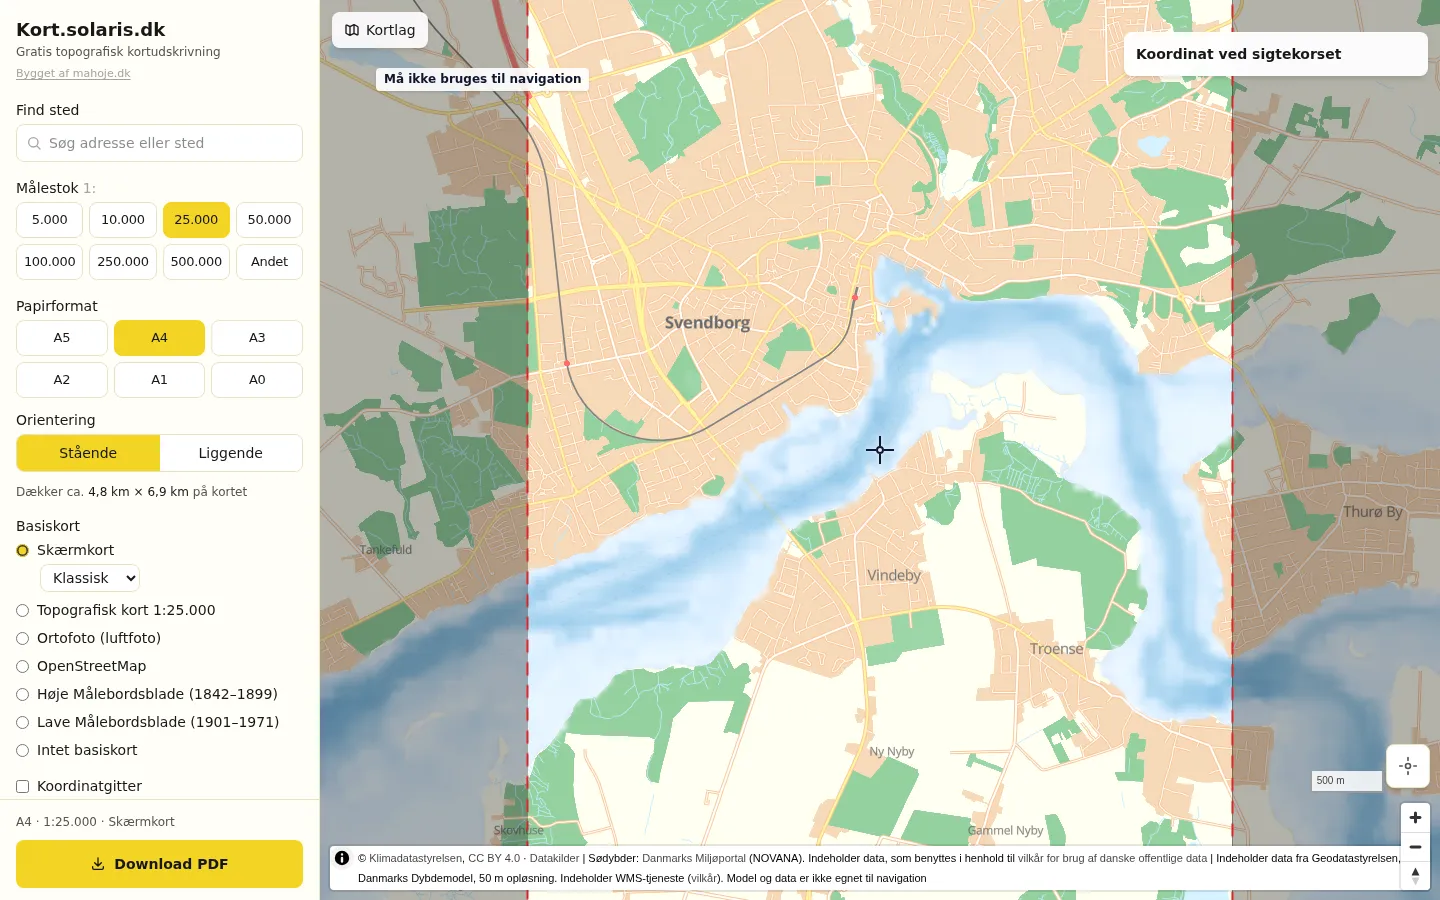 Kort.solaris.dk
Gratis topografisk kortudskrivning
Bygget af mahoje.dk
Find sted
Søg adresse eller sted
Målestok 1:
5.000
10.000
25.000
50.000
100.000
250.000
500.000
Andet
Papirformat
A5
A4
A3
A2
A1
A0
Orientering
Stående
Liggende
Dækker ca. 4,8 km × 6,9 km på kortet
Basiskort
Skærmkort
Klassisk
Topografisk kort 1:25.000
Ortofoto (luftfoto)
OpenStreetMap
Høje Målebordsblade (1842–1899)
Lave Målebordsblade (1901–1971)
Intet basiskort
Koordinatgitter
A4 · 1:25.000 · Skærmkort
Download PDF
Kortlag
Må ikke bruges til navigation
Koordinat ved sigtekorset
Svendborg
Thurø By
Tankefuld
Vindeby
Troense
Ny Nyby
Skovhuse
Gammel Nyby
500 m
© Klimadatastyrelsen, CC BY 4.0 · Datakilder | Sødybder: Danmarks Miljøportal (NOVANA). Indeholder data, som benyttes i henhold til vilkår for brug af danske offentlige data | Indeholder data fra Geodatastyrelsen,
Danmarks Dybdemodel, 50 m opløsning. Indeholder WMS-tjeneste (vilkår). Model og data er ikke egnet til navigation